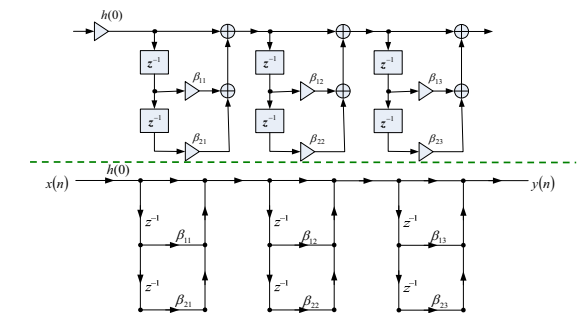 h(0)
z⁻¹ z⁻¹ z⁻¹
β₁₁ β₁₂ β₁₃
z⁻¹ z⁻¹ z⁻¹
β₂₁ β₂₂ β₂₃
h(0)
x(n) y(n)
z⁻¹ z⁻¹ z⁻¹
β₁₁ β₁₂ β₁₃
z⁻¹ z⁻¹ z⁻¹
β₂₁ β₂₂ β₂₃